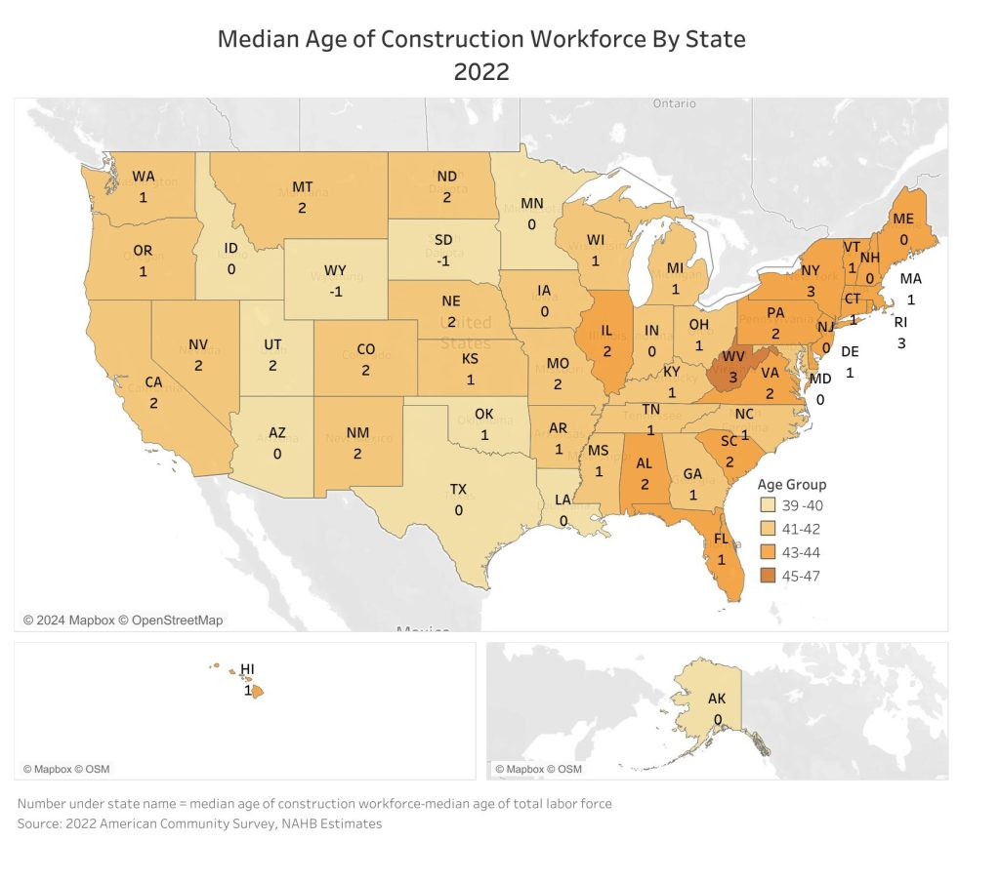 Median Age of Construction Workforce By State
2022
Ontario
WA
1
MT
2
ND
2
MN
0
OR
1
ID
0
WY
-1
SD
-1
WI
1
MI
1
ME
0
VT
1
NH
0
NY
3
MA
1
CT
1
RI
3
NE
2
IA
0
PA
2
NJ
0
DE
1
MD
0
United
States
NV
2
UT
2
CO
2
KS
1
MO
2
IL
2
IN
0
OH
1
WV
3
VA
2
KY
1
CA
2
AZ
0
NM
2
OK
1
AR
1
TN
1
NC
1
SC
2
TX
0
LA
0
MS
1
AL
2
GA
1
FL
1
Age Group
39 -40
41-42
43-44
45-47
© 2024 Mapbox © OpenStreetMap
Mexico
HI
1
AK
0
© Mapbox © OSM
© Mapbox © OSM
Number under state name = median age of construction workforce-median age of total labor force
Source: 2022 American Community Survey, NAHB Estimates